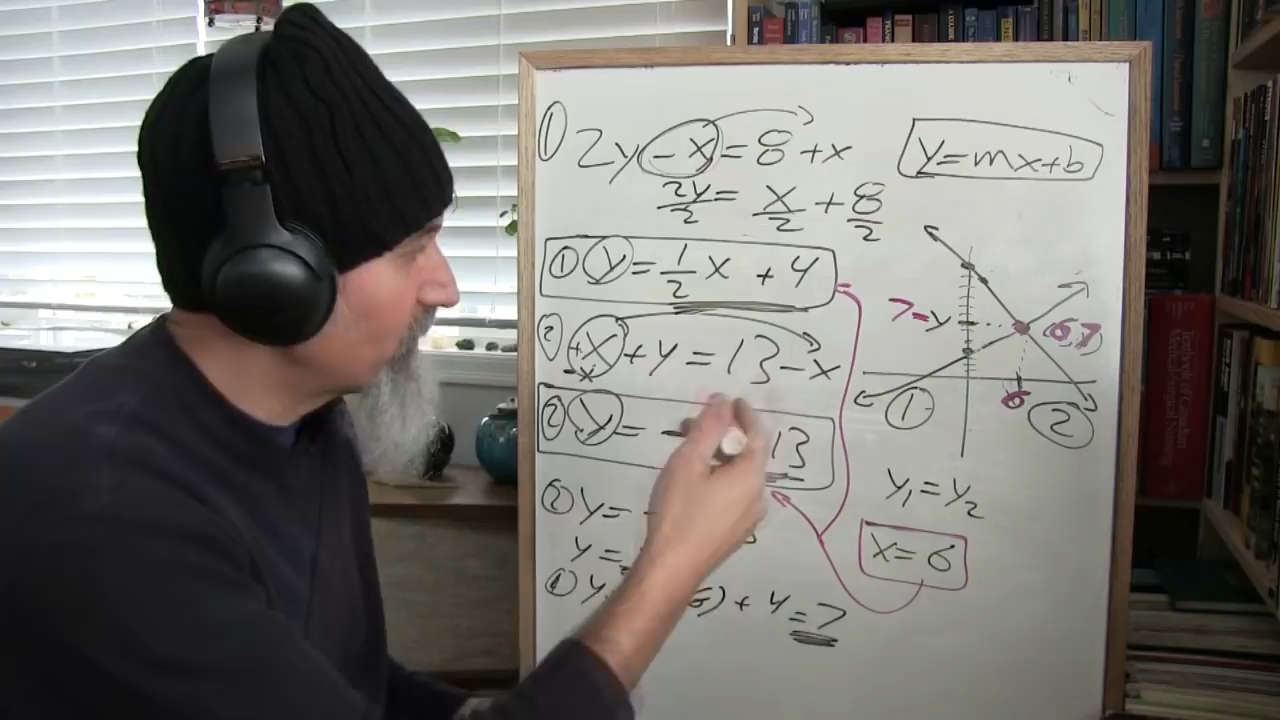 ① 2y -x = 8 + x
2y/2 = x/2 + 8/2
① y = 1/2 x + 4
② +x + y = 13 - x
-x
② y = - 13
② y = -
y =
① y 6) + 4 = 7
y = mx + b
7 = y
(6,7)
6
① ②
y₁ = y₂
x = 6